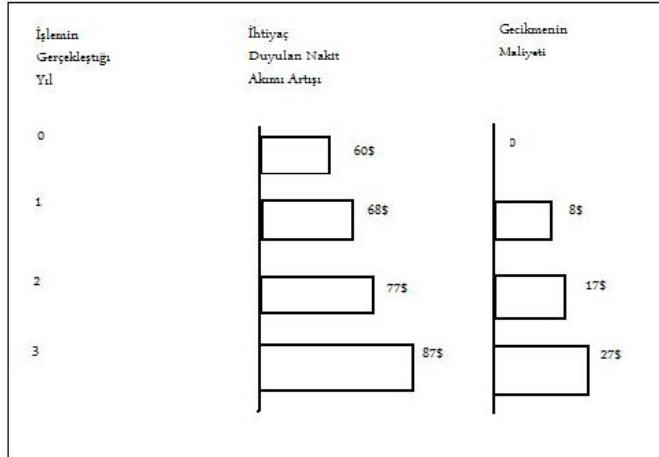 İşlemin
Gerçekleştiği
Yıl
İhtiyaç
Duyulan Nakit
Akımı Artışı
Gecikmenin
Maliyeti
0
60$
0
1
68$
8$
2
77$
17$
3
87$
27$